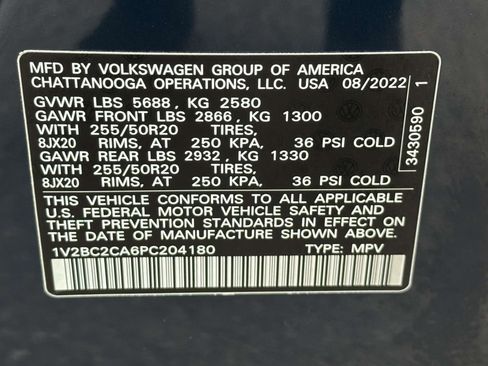 MFD BY VOLKSWAGEN GROUP OF AMERICA
CHATTANOOGA OPERATIONS, LLC. USA 08/2022
GVWR LBS 5688 , KG 2580
GAWR FRONT LBS 2866 , KG 1300
WITH 255/50R20 TIRES,
8JX20 RIMS, AT 250 KPA, 36 PSI COLD
GAWR REAR LBS 2932 , KG 1330
WITH 255/50R20 TIRES,
8JX20 RIMS, AT 250 KPA, 36 PSI COLD
THIS VEHICLE CONFORMS TO ALL APPLICABLE
U.S. FEDERAL MOTOR VEHICLE SAFETY AND
THEFT PREVENTION STANDARDS IN EFFECT ON
THE DATE OF MANUFACTURE SHOWN ABOVE.
1V2BC2CA6PC204180 TYPE: MPV
3430590 1